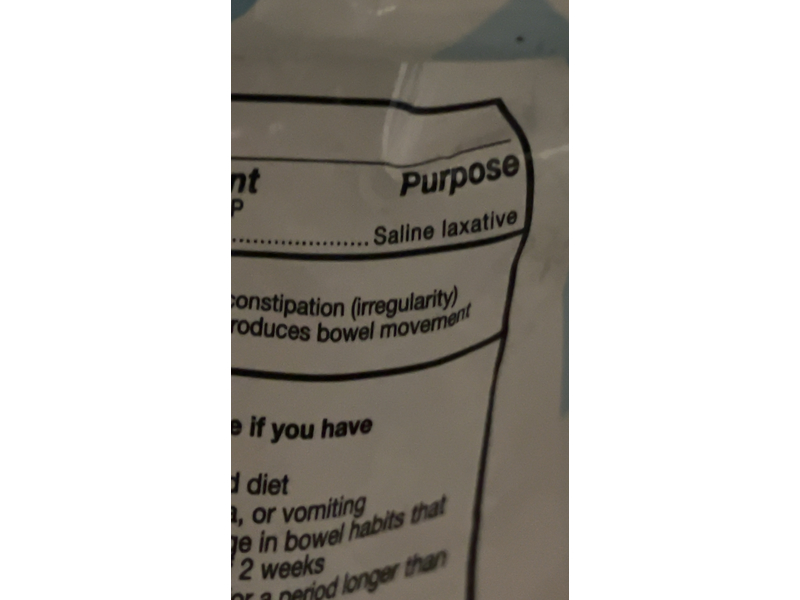 nt Purpose
P
..................... Saline laxative
constipation (irregularity)
roduces bowel movement
e if you have
d diet
a, or vomiting
ge in bowel habits that
2 weeks
or a period longer than